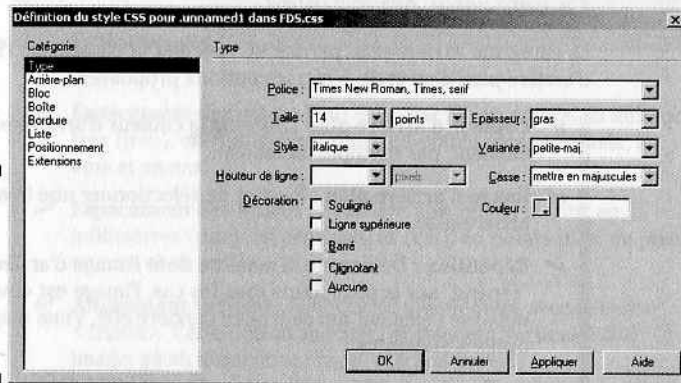 Définition du style CSS pour .unnamed1 dans FDS.css
Catégorie
Type
Arrière-plan
Bloc
Boîte
Bordure
Liste
Positionnement
Extensions
Type
Police : Times New Roman, Times, serif
Taille : 14 points Epaisseur : gras
Style : italique Variante : petite-maj.
Hauteur de ligne : pixels Casse : mettre en majuscules
Décoration : Souligné Couleur :
Ligne supérieure
Barré
Clignotant
Aucune
OK Annuler Appliquer Aide